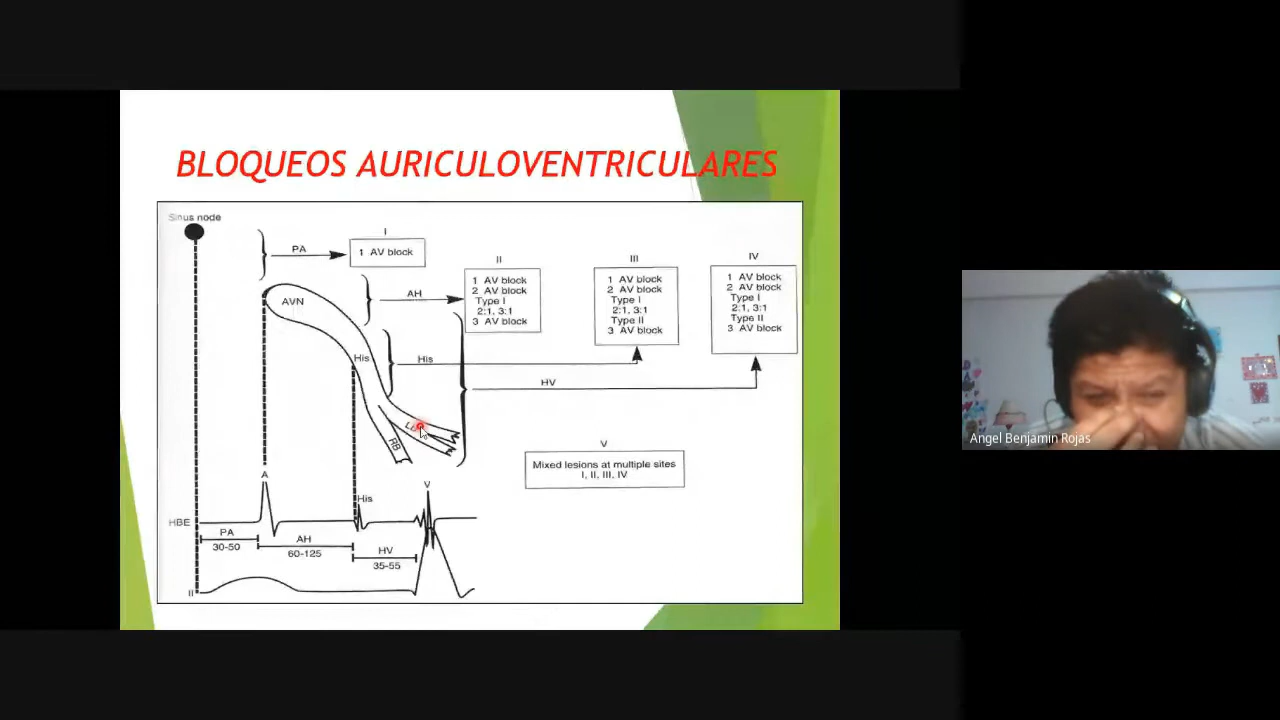 BLOQUEOS AURICULOVENTRICULARES
Sinus node
PA
I
1 AV block
AVN
AH
II
1 AV block
2 AV block
Type I
2:1, 3:1
3 AV block
III
1 AV block
2 AV block
Type I
2:1, 3:1
Type II
3 AV block
IV
1 AV block
2 AV block
Type I
2:1, 3:1
Type II
3 AV block
His
His
HV
RB
V
Mixed lesions at multiple sites
I, II, III, IV
A
His
V
HBE
PA
30-50
AH
60-125
HV
35-55
II
Angel Benjamin Rojas